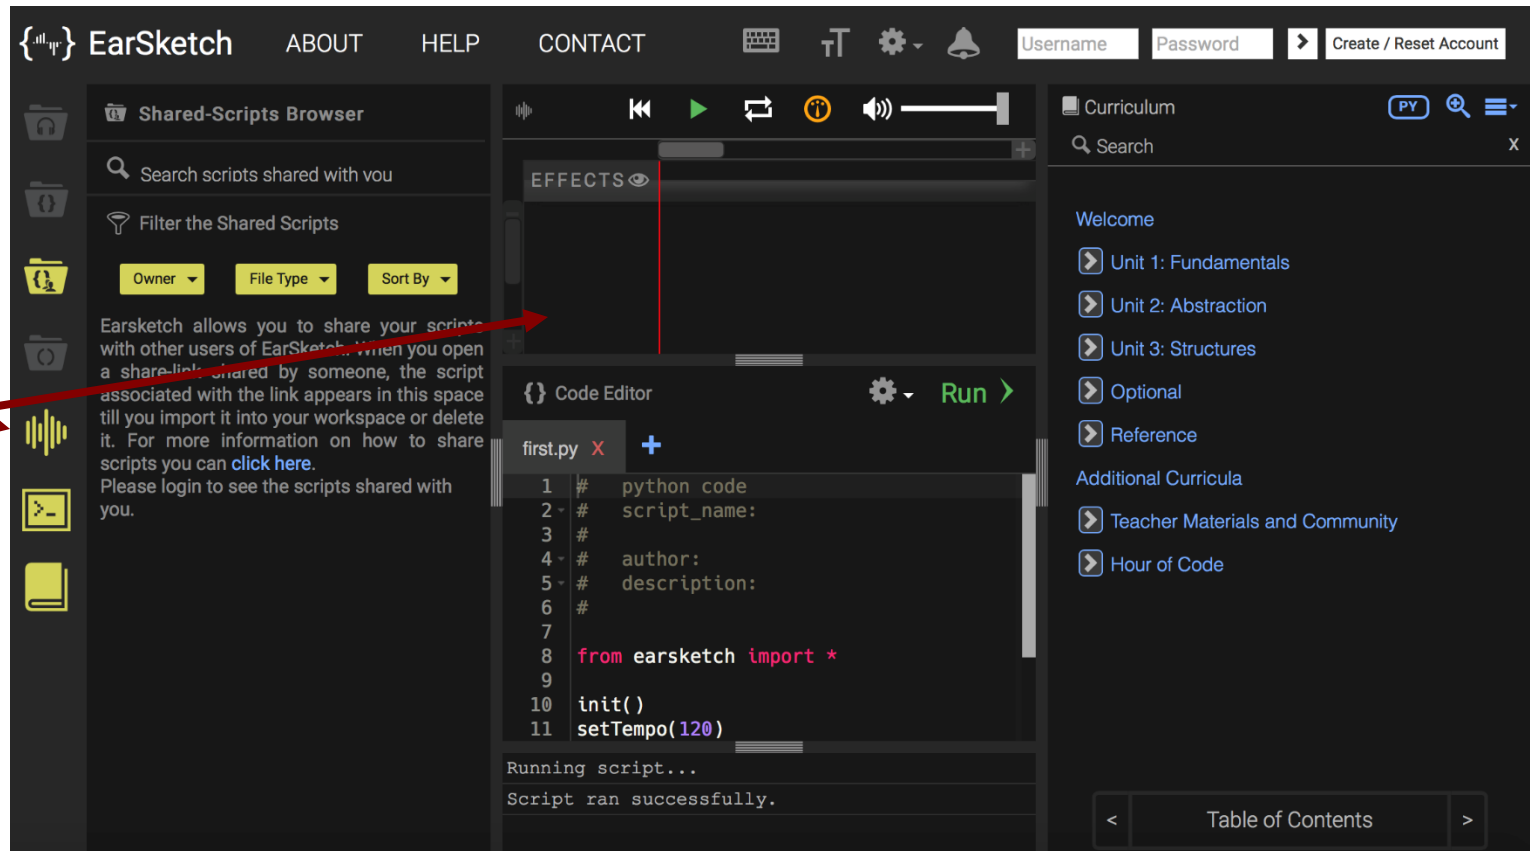 EarSketch ABOUT HELP CONTACT Username Password Create / Reset Account
Shared-Scripts Browser
Search scripts shared with you
Filter the Shared Scripts
Owner File Type Sort By
Earsketch allows you to share your scripts
with other users of EarSketch. When you open
a share-link shared by someone, the script
associated with the link appears in this space
till you import it into your workspace or delete
it. For more information on how to share
scripts you can click here.
Please login to see the scripts shared with
you.
EFFECTS
{} Code Editor Run
first.py X +
1 # python code
2 # script_name:
3 #
4 # author:
5 # description:
6 #
7
8 from earsketch import *
9
10 init()
11 setTempo(120)
Running script...
Script ran successfully.
Curriculum PY
Search X
Welcome
Unit 1: Fundamentals
Unit 2: Abstraction
Unit 3: Structures
Optional
Reference
Additional Curricula
Teacher Materials and Community
Hour of Code
< Table of Contents >